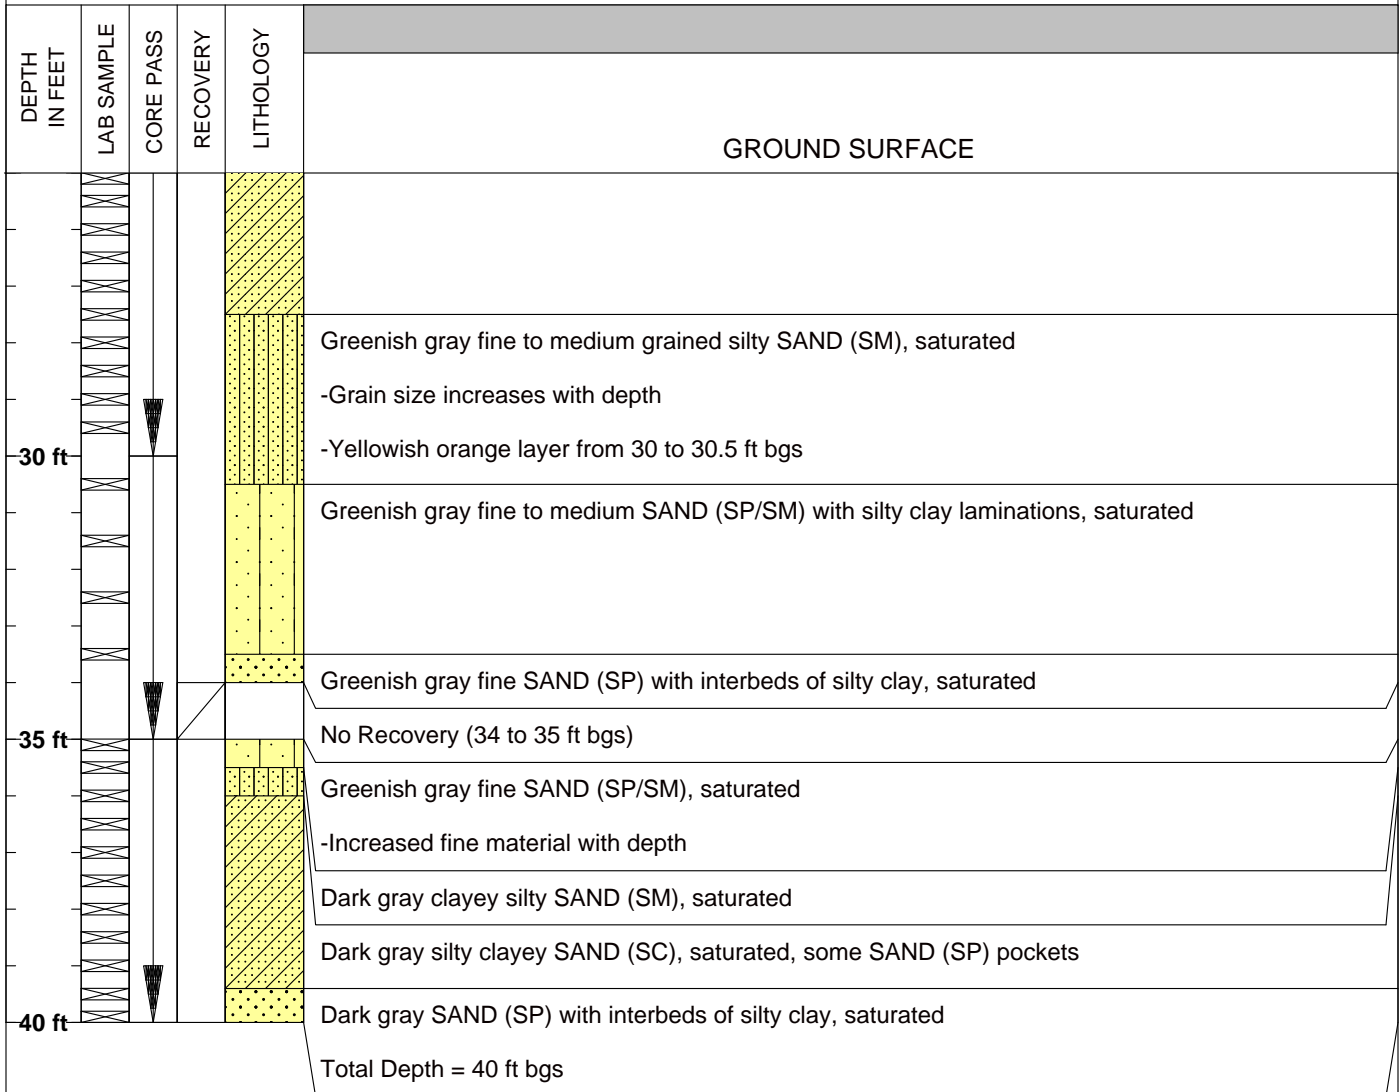 DEPTH
IN FEET
LAB SAMPLE
CORE PASS
RECOVERY
LITHOLOGY
GROUND SURFACE
Greenish gray fine to medium grained silty SAND (SM), saturated
-Grain size increases with depth
-Yellowish orange layer from 30 to 30.5 ft bgs
30 ft
Greenish gray fine to medium SAND (SP/SM) with silty clay laminations, saturated
Greenish gray fine SAND (SP) with interbeds of silty clay, saturated
No Recovery (34 to 35 ft bgs)
35 ft
Greenish gray fine SAND (SP/SM), saturated
-Increased fine material with depth
Dark gray clayey silty SAND (SM), saturated
Dark gray silty clayey SAND (SC), saturated, some SAND (SP) pockets
Dark gray SAND (SP) with interbeds of silty clay, saturated
40 ft
Total Depth = 40 ft bgs